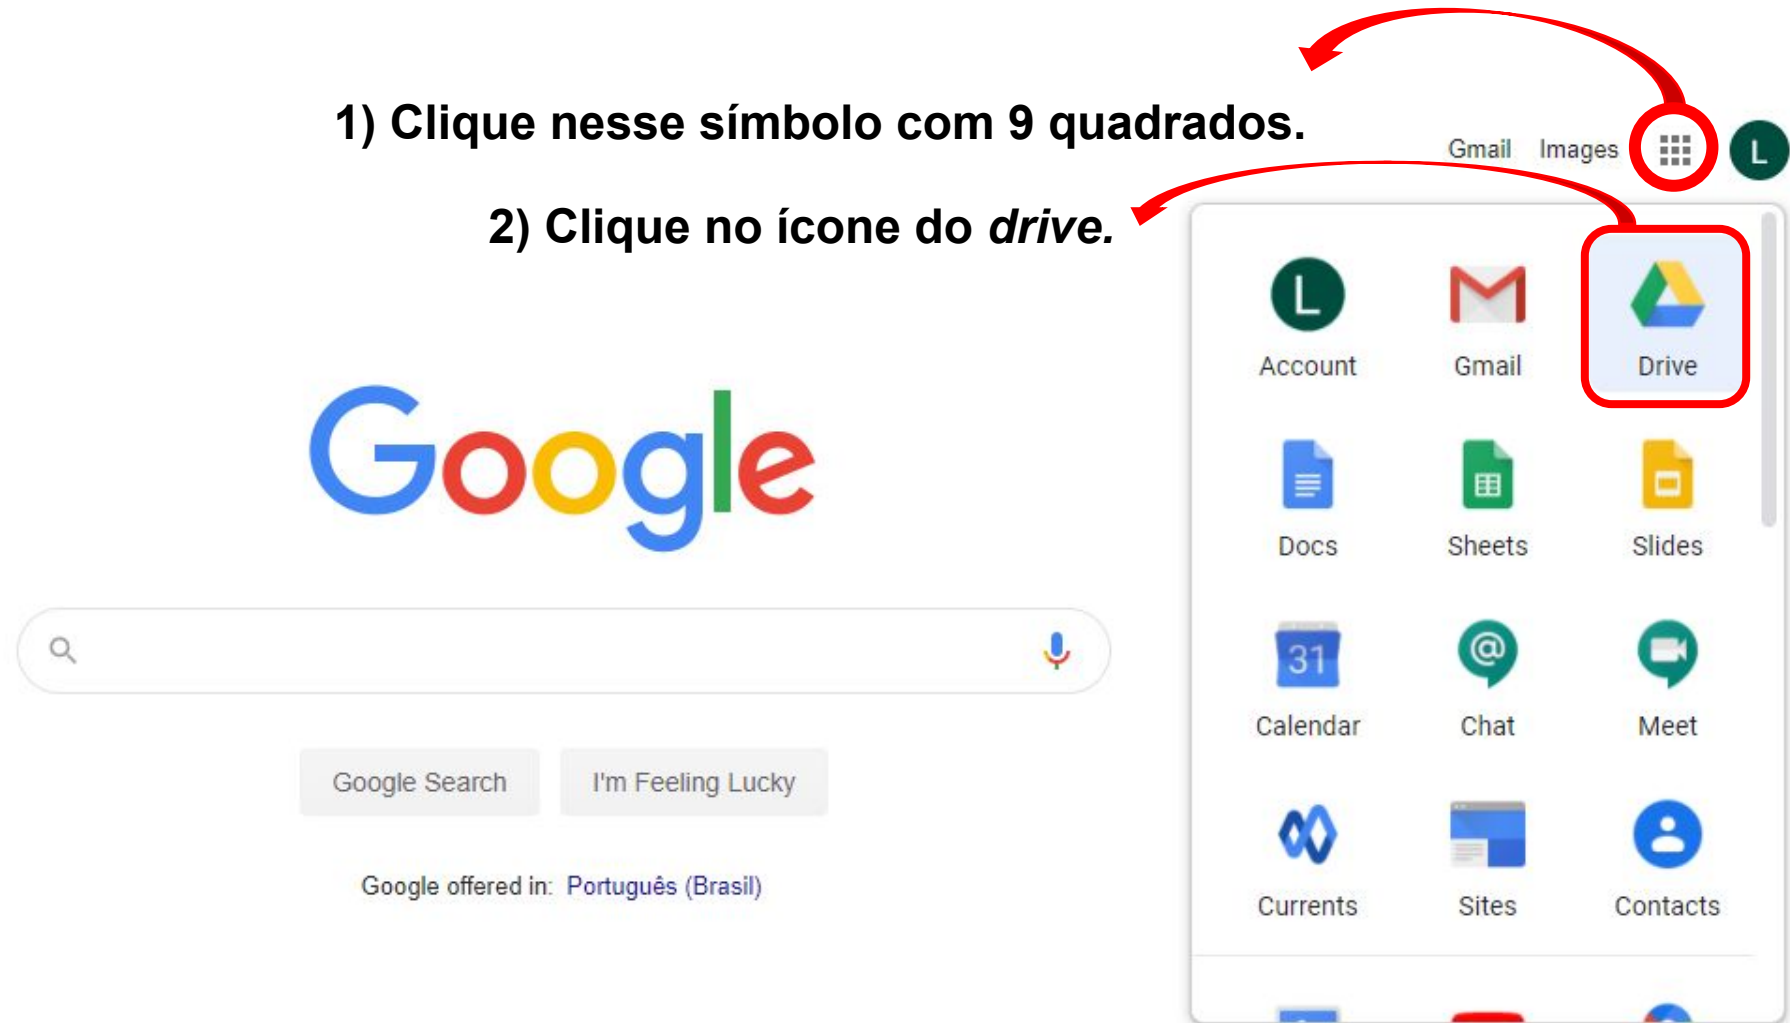 1) Clique nesse símbolo com 9 quadrados.
Gmail Images L
2) Clique no ícone do drive.
L
Account Gmail Drive
Google
Docs Sheets Slides
31
Calendar Chat Meet
Google Search I'm Feeling Lucky
Google offered in: Português (Brasil)
Currents Sites Contacts